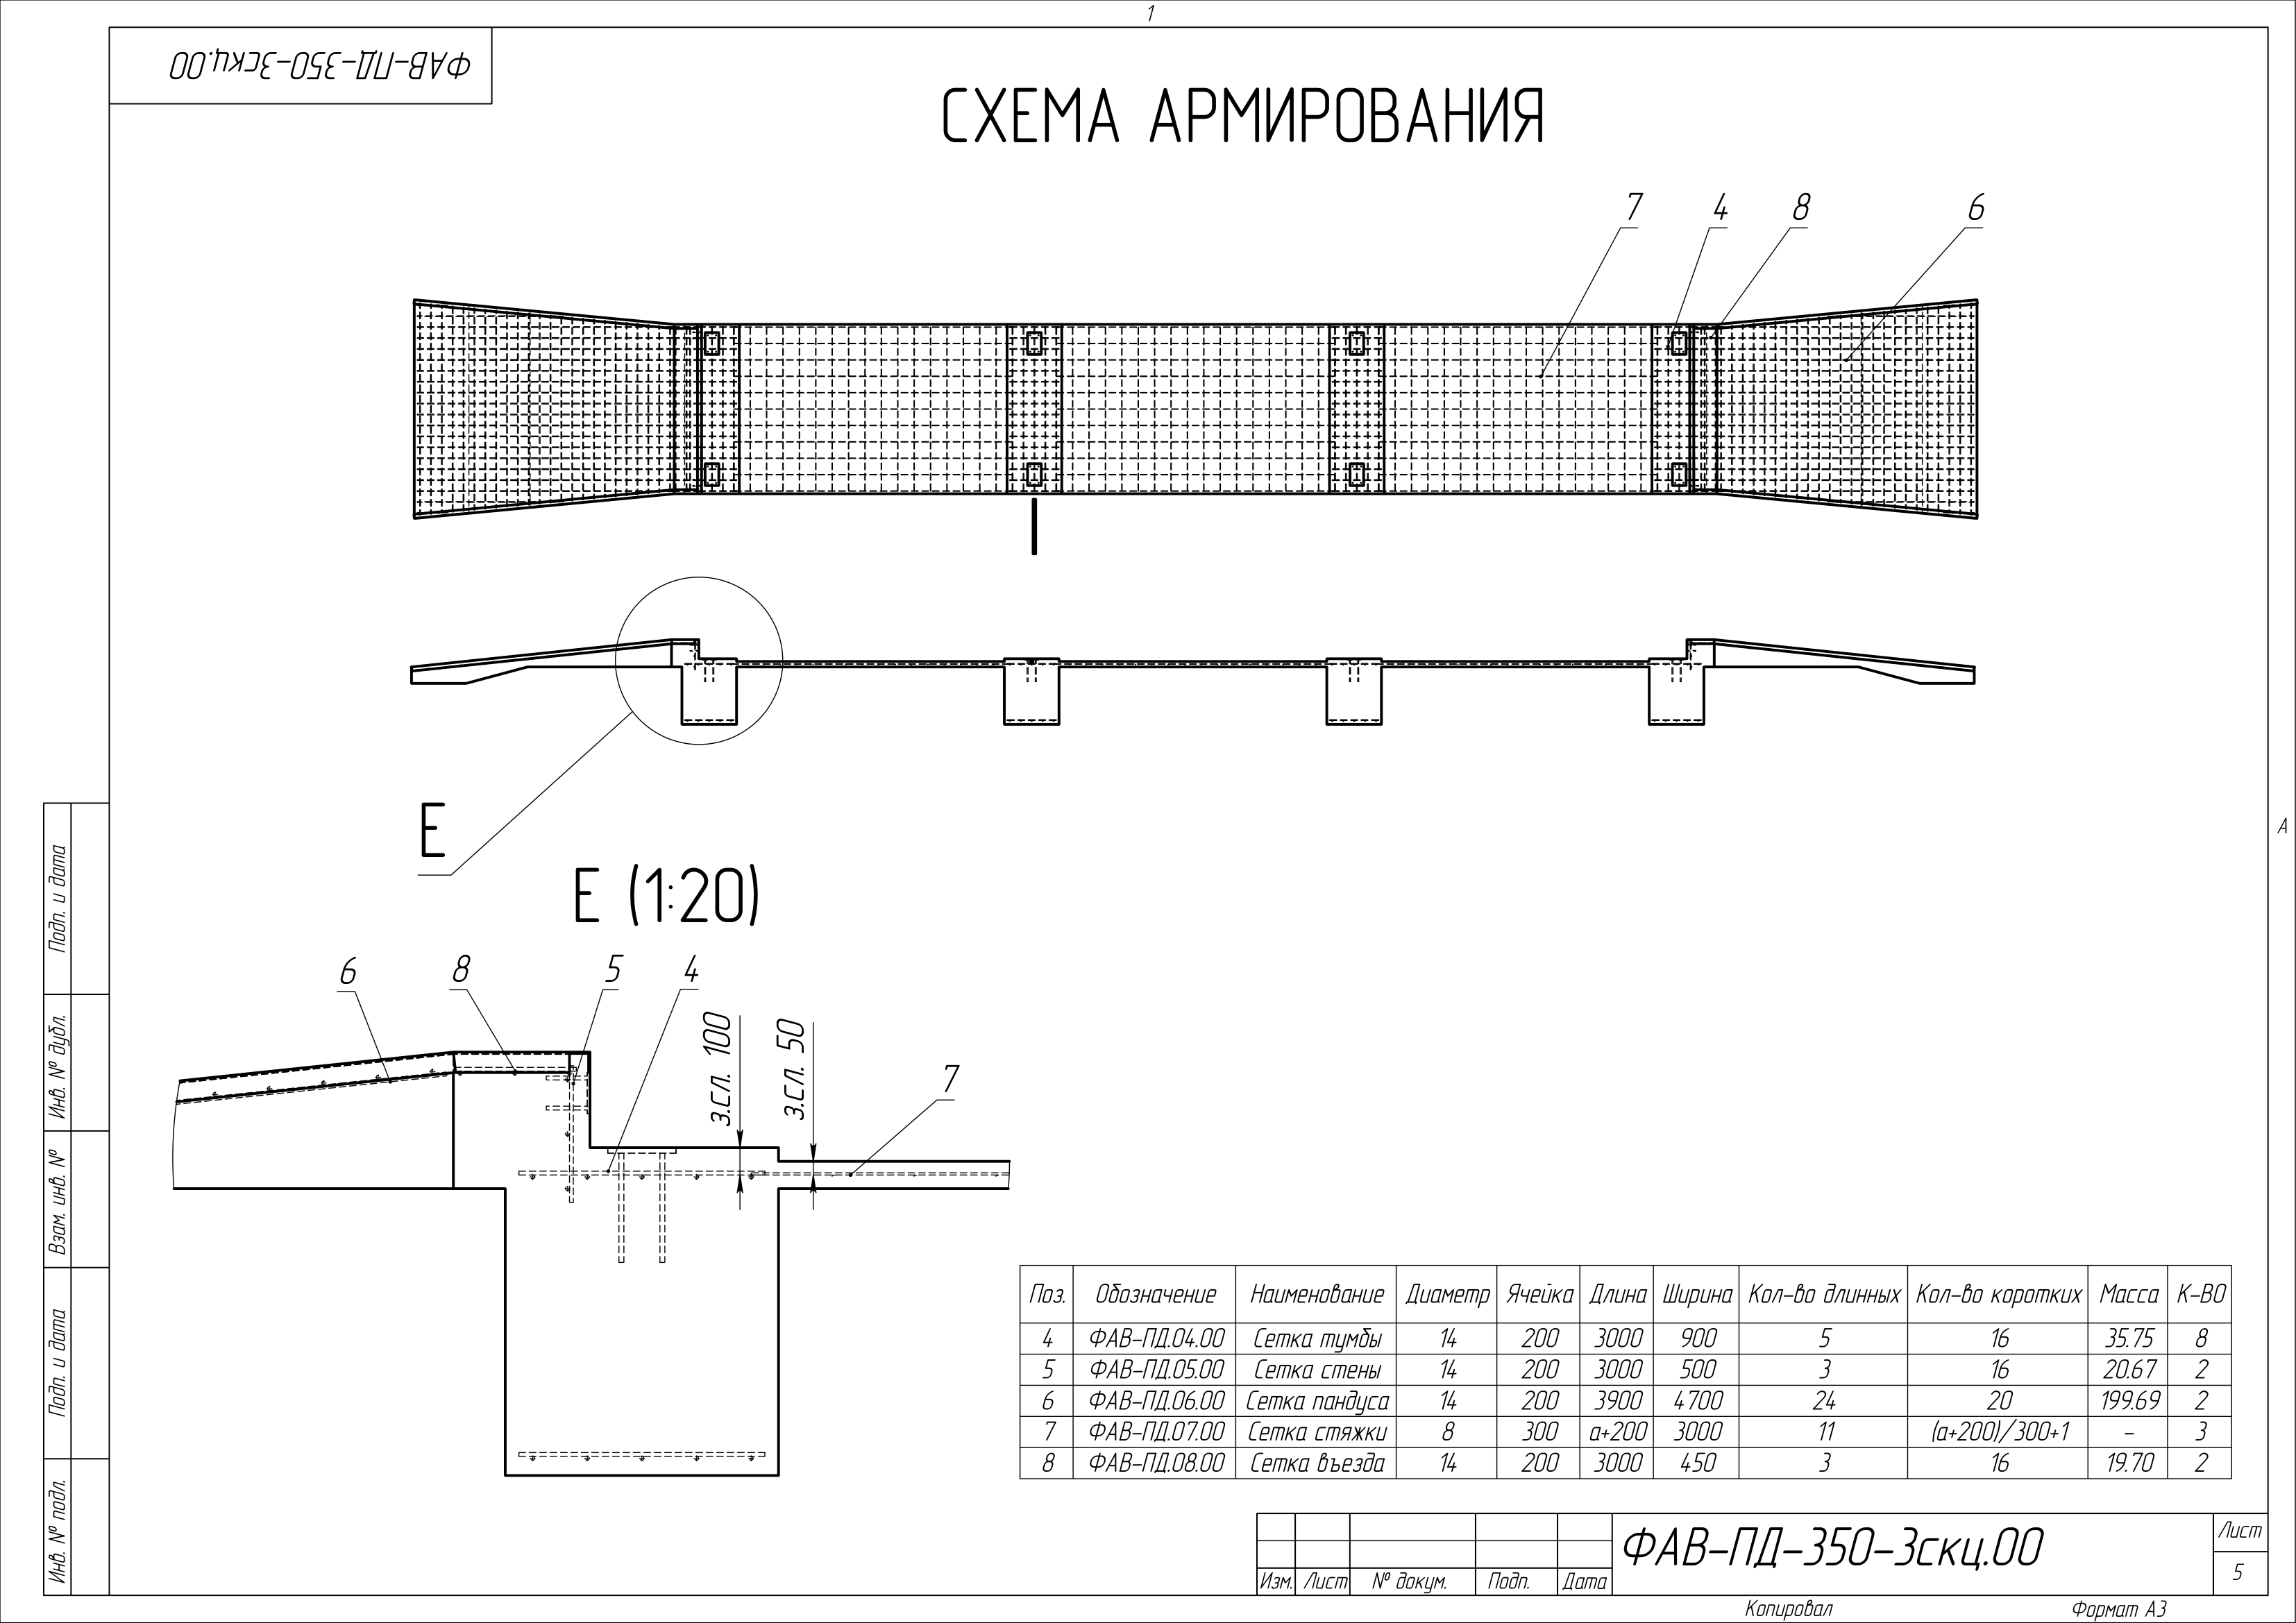 1
ФАВ-ПД-350-3скц.00
СХЕМА АРМИРОВАНИЯ
7 4 8 6
Е
Е (1:20)
6 8 5 4
з.сл. 100
з.сл. 50
7
А
Поз. Обозначение Наименование Диаметр Ячейка Длина Ширина Кол-во длинных Кол-во коротких Масса К-ВО
4 ФАВ-ПД.04.00 Сетка тумбы 14 200 3000 900 5 16 35.75 8
5 ФАВ-ПД.05.00 Сетка стены 14 200 3000 500 3 16 20.67 2
6 ФАВ-ПД.06.00 Сетка пандуса 14 200 3900 4700 24 20 199.69 2
7 ФАВ-ПД.07.00 Сетка стяжки 8 300 а+200 3000 11 (а+200)/300+1 - 3
8 ФАВ-ПД.08.00 Сетка въезда 14 200 3000 450 3 16 19.70 2
Подп. и дата
Инв. № дубл.
Взам. инв. №
Подп. и дата
Инв. № подл.
Изм. Лист № докум. Подп. Дата
ФАВ-ПД-350-3скц.00
Лист
5
Копировал
Формат А3